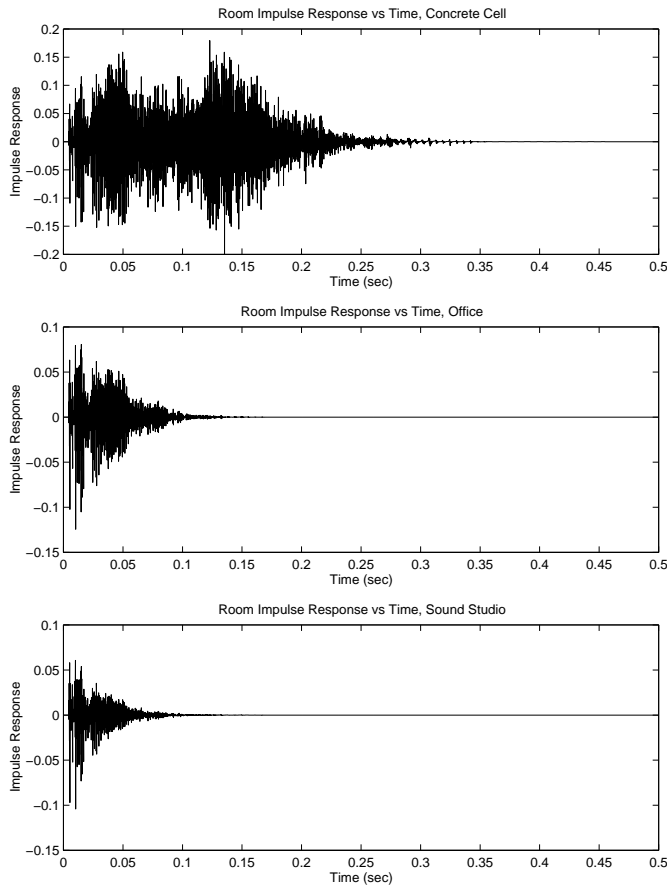 Room Impulse Response vs Time, Concrete Cell
0.2
0.15
0.1
0.05
0
−0.05
−0.1
−0.15
−0.2
Impulse Response
0 0.05 0.1 0.15 0.2 0.25 0.3 0.35 0.4 0.45 0.5
Time (sec)
Room Impulse Response vs Time, Office
0.1
0.05
0
−0.05
−0.1
−0.15
Impulse Response
0 0.05 0.1 0.15 0.2 0.25 0.3 0.35 0.4 0.45 0.5
Time (sec)
Room Impulse Response vs Time, Sound Studio
0.1
0.05
0
−0.05
−0.1
−0.15
Impulse Response
0 0.05 0.1 0.15 0.2 0.25 0.3 0.35 0.4 0.45 0.5
Time (sec)